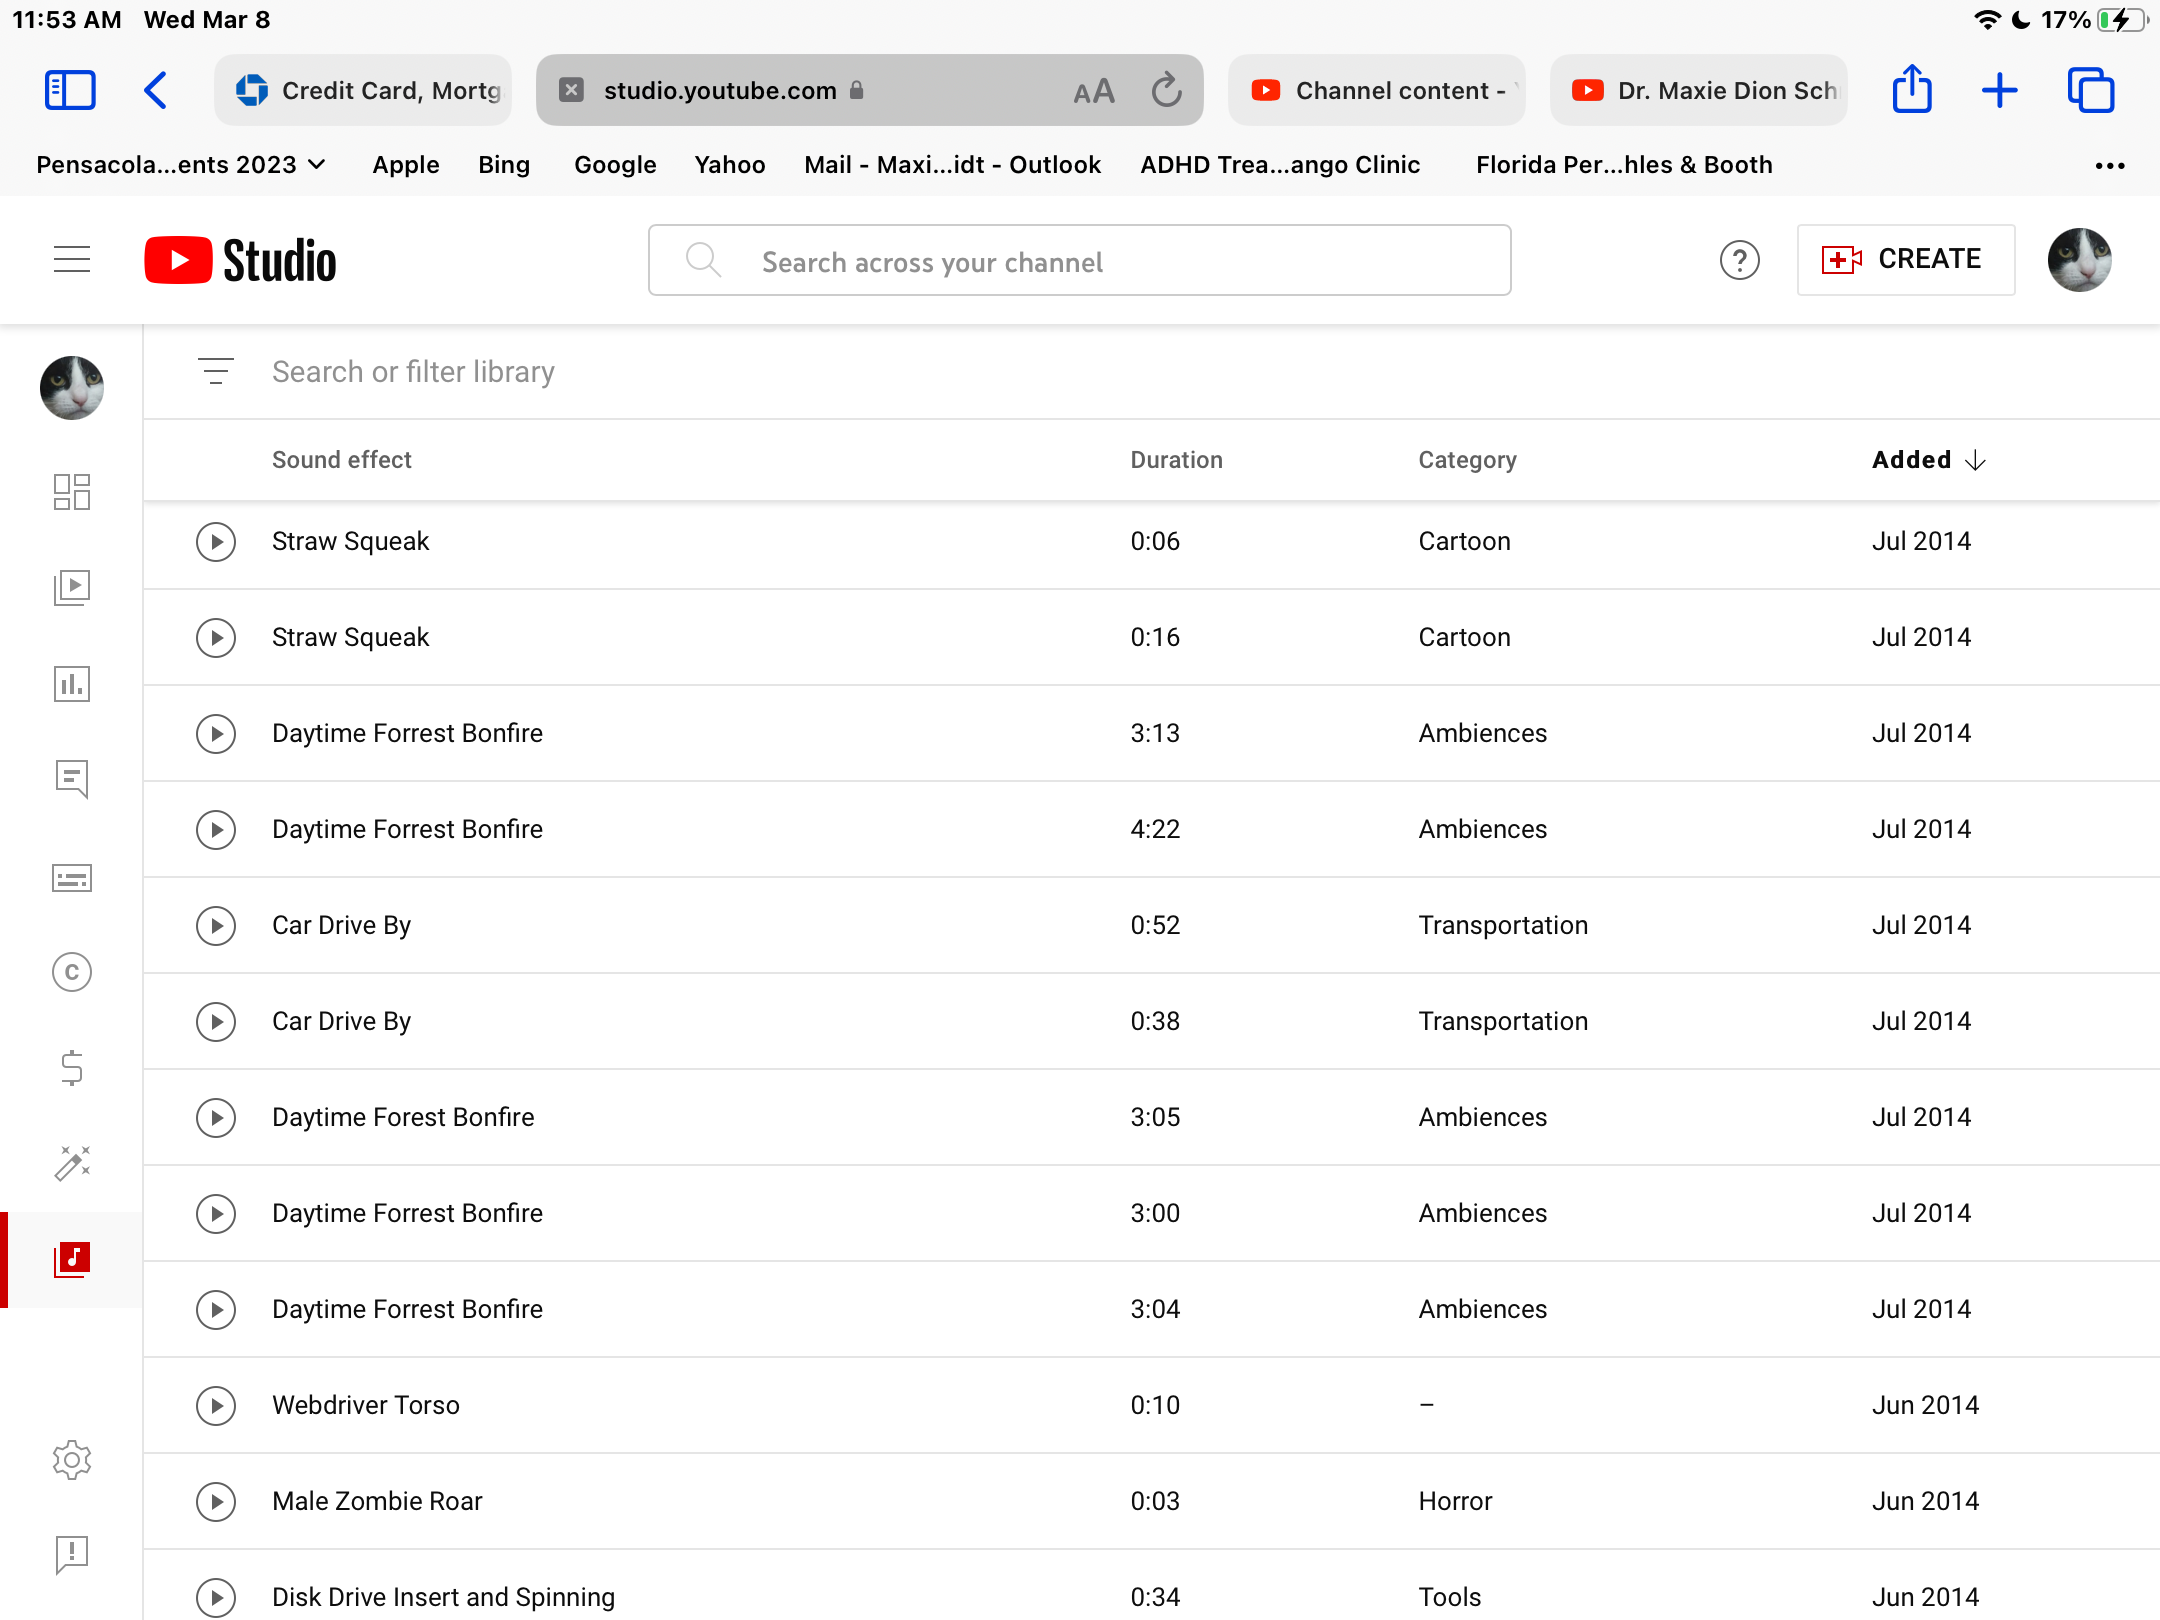 11:53 AM Wed Mar 8 17%
Credit Card, Mortg studio.youtube.com AA Channel content - Dr. Maxie Dion Sch
Pensacola...ents 2023 Apple Bing Google Yahoo Mail - Maxi...idt - Outlook ADHD Trea...ango Clinic Florida Per...hles & Booth
Studio Search across your channel ? CREATE
Search or filter library
Sound effect Duration Category Added
Straw Squeak 0:06 Cartoon Jul 2014
Straw Squeak 0:16 Cartoon Jul 2014
Daytime Forrest Bonfire 3:13 Ambiences Jul 2014
Daytime Forrest Bonfire 4:22 Ambiences Jul 2014
Car Drive By 0:52 Transportation Jul 2014
Car Drive By 0:38 Transportation Jul 2014
Daytime Forest Bonfire 3:05 Ambiences Jul 2014
Daytime Forrest Bonfire 3:00 Ambiences Jul 2014
Daytime Forrest Bonfire 3:04 Ambiences Jul 2014
Webdriver Torso 0:10 – Jun 2014
Male Zombie Roar 0:03 Horror Jun 2014
Disk Drive Insert and Spinning 0:34 Tools Jun 2014